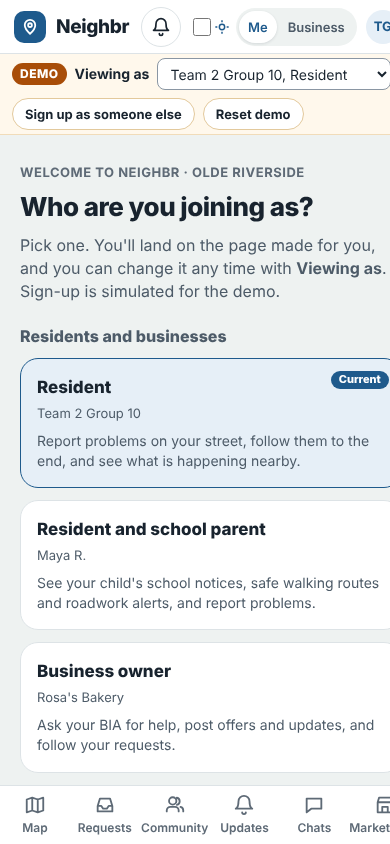 Neighbr
Me
Business
TG
DEMO
Viewing as
Team 2 Group 10, Resident
Sign up as someone else
Reset demo
WELCOME TO NEIGHBR · OLDE RIVERSIDE
Who are you joining as?
Pick one. You'll land on the page made for you,
and you can change it any time with Viewing as.
Sign-up is simulated for the demo.
Residents and businesses
Resident
Current
Team 2 Group 10
Report problems on your street, follow them to the
end, and see what is happening nearby.
Resident and school parent
Maya R.
See your child's school notices, safe walking routes
and roadwork alerts, and report problems.
Business owner
Rosa's Bakery
Ask your BIA for help, post offers and updates, and
follow your requests.
Map
Requests
Community
Updates
Chats
Market